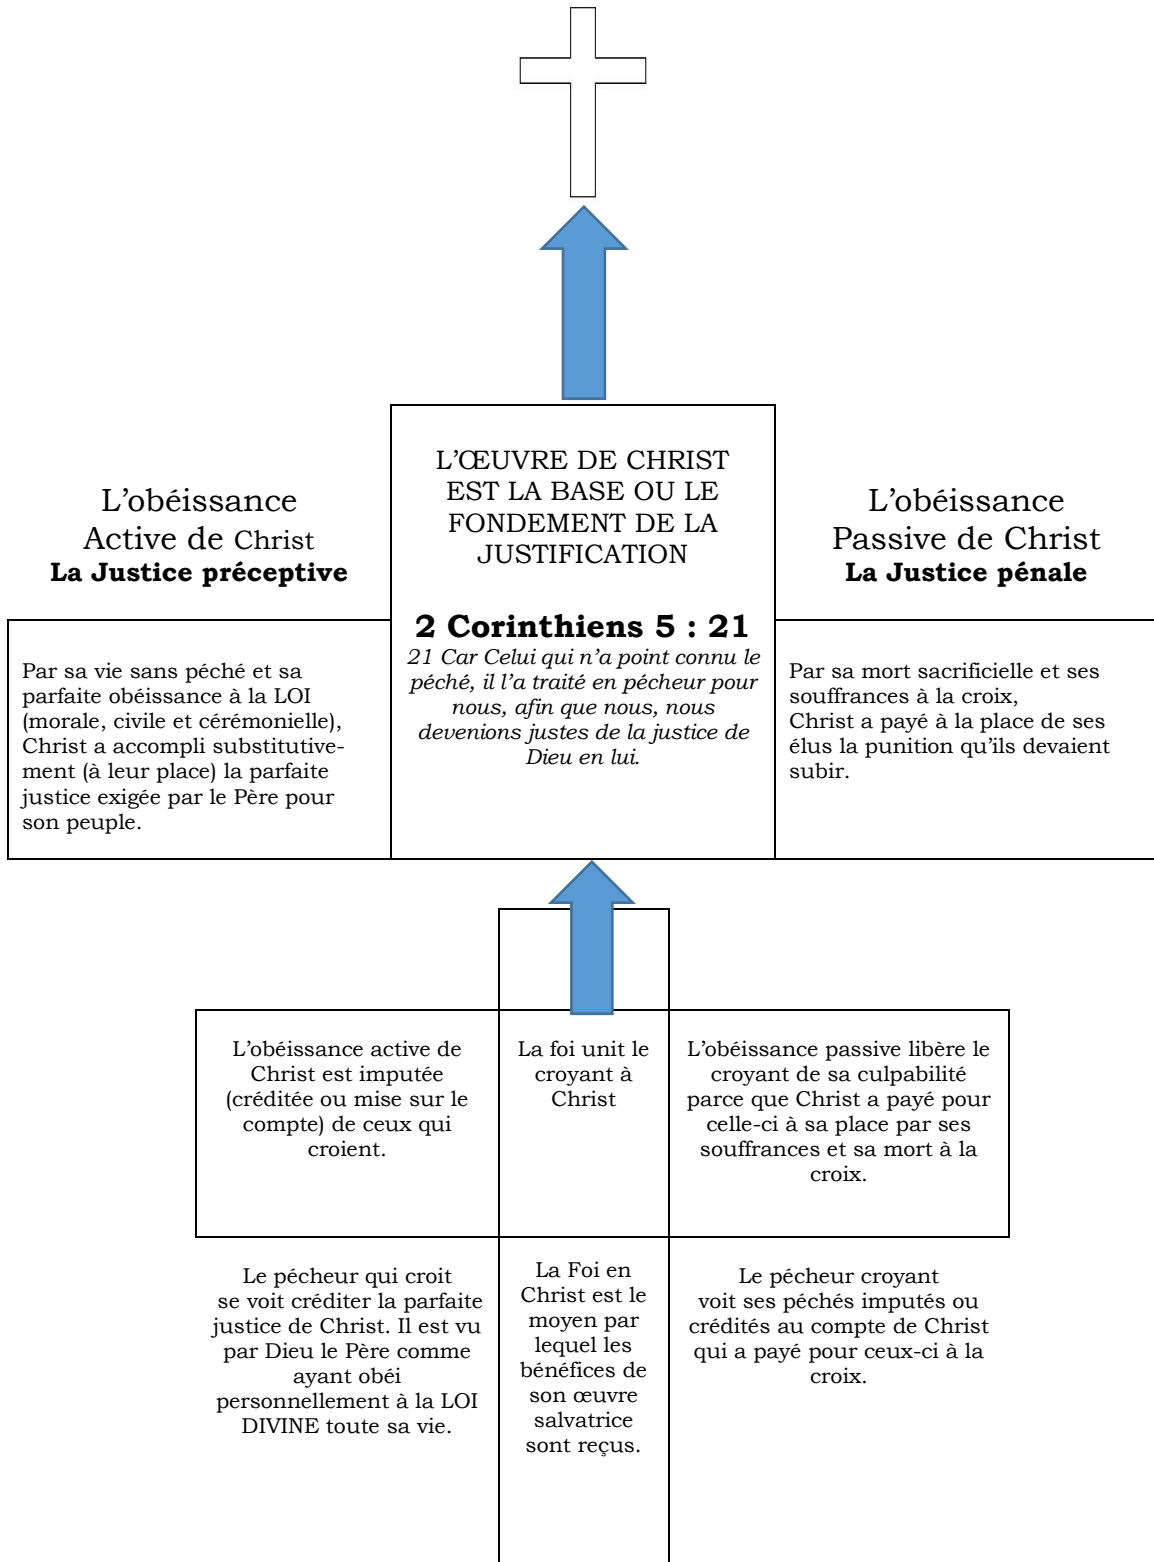 L'obéissance
Active de Christ
La Justice préceptive
Par sa vie sans péché et sa
parfaite obéissance à la LOI
(morale, civile et cérémonielle),
Christ a accompli substitutive-
ment (à leur place) la parfaite
justice exigée par le Père pour
son peuple.
L'ŒUVRE DE CHRIST
EST LA BASE OU LE
FONDEMENT DE LA
JUSTIFICATION
2 Corinthiens 5 : 21
21 Car Celui qui n'a point connu le
péché, il l'a traité en pécheur pour
nous, afin que nous, nous
devenions justes de la justice de
Dieu en lui.
L'obéissance
Passive de Christ
La Justice pénale
Par sa mort sacrificielle et ses
souffrances à la croix,
Christ a payé à la place de ses
élus la punition qu'ils devaient
subir.
L'obéissance active de
Christ est imputée
(créditée ou mise sur le
compte) de ceux qui
croient.
La foi unit le
croyant à
Christ
L'obéissance passive libère le
croyant de sa culpabilité
parce que Christ a payé pour
celle-ci à sa place par ses
souffrances et sa mort à la
croix.
Le pécheur qui croit
se voit créditer la parfaite
justice de Christ. Il est vu
par Dieu le Père comme
ayant obéi
personnellement à la LOI
DIVINE toute sa vie.
La Foi en
Christ est le
moyen par
lequel les
bénéfices de
son œuvre
salvatrice
sont reçus.
Le pécheur croyant
voit ses péchés imputés ou
crédités au compte de Christ
qui a payé pour ceux-ci à la
croix.